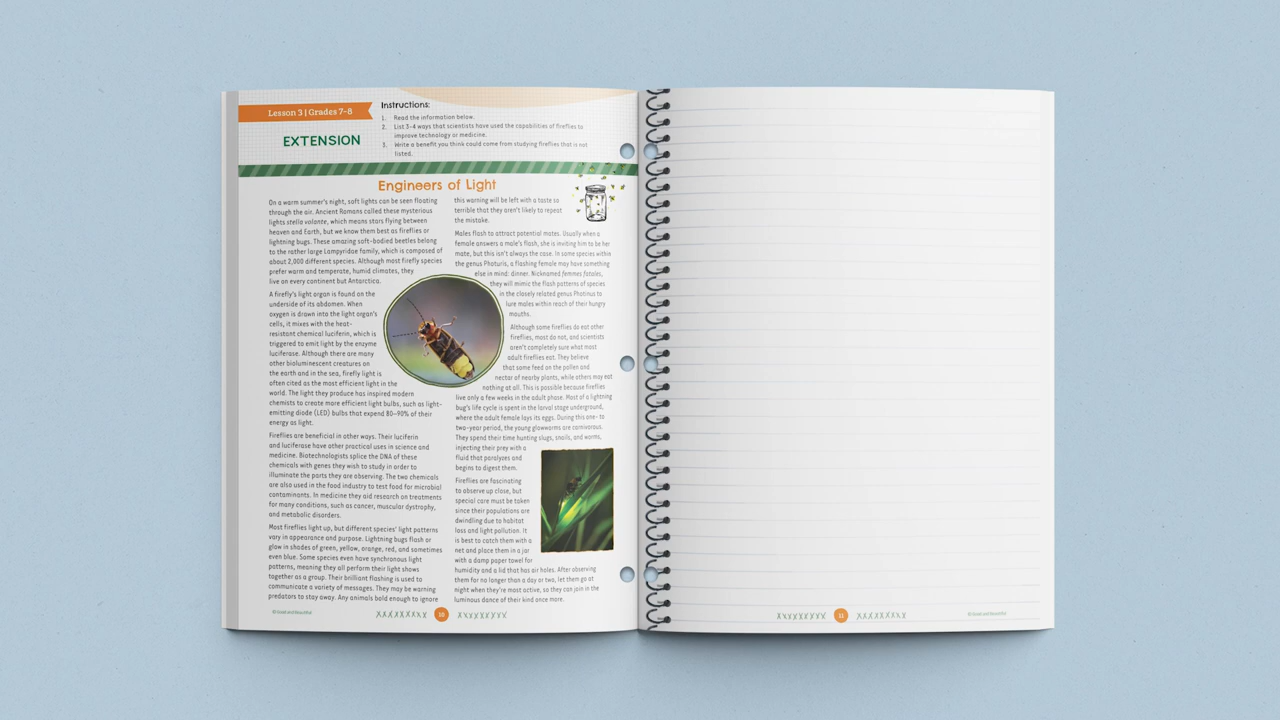 Lesson 3 | Grades 7-8
EXTENSION
Instructions:
1. Read the information below.
2. List 3-4 ways that scientists have used the capabilities of fireflies to
improve technology or medicine.
3. Write a benefit you think could come from studying fireflies that is not
listed.
Engineers of Light
On a warm summer's night, soft lights can be seen floating
through the air. Ancient Romans called these mysterious
lights stella volante, which means stars flying between
heaven and Earth, but we know them best as fireflies or
lightning bugs. These amazing soft-bodied beetles belong
to the rather large Lampyridae family, which is composed of
about 2,000 different species. Although most firefly species
prefer warm and temperate, humid climates, they
live on every continent but Antarctica.
A firefly's light organ is found on the
underside of its abdomen. When
oxygen is drawn into the light organ's
cells, it mixes with the heat-
resistant chemical luciferin, which is
triggered to emit light by the enzyme
luciferase. Although there are many
other bioluminescent creatures on
the earth and in the sea, firefly light is
often cited as the most efficient light in the
world. The light they produce has inspired modern
chemists to create more efficient light bulbs, such as light-
emitting diode (LED) bulbs that expend 80-90% of their
energy as light.
Fireflies are beneficial in other ways. Their luciferin
and luciferase have other practical uses in science and
medicine. Biotechnologists splice the DNA of these
chemicals with genes they wish to study in order to
illuminate the parts they are observing. The two chemicals
are also used in the food industry to test food for microbial
contaminants. In medicine they aid research on treatments
for many conditions, such as cancer, muscular dystrophy,
and metabolic disorders.
Most fireflies light up, but different species' light patterns
vary in appearance and purpose. Lightning bugs flash or
glow in shades of green, yellow, orange, red, and sometimes
even blue. Some species even have synchronous light
patterns, meaning they all perform their light shows
together as a group. Their brilliant flashing is used to
communicate a variety of messages. They may be warning
predators to stay away. Any animals bold enough to ignore
this warning will be left with a taste so
terrible that they aren't likely to repeat
the mistake.
Males flash to attract potential mates. Usually when a
female answers a male's flash, she is inviting him to be her
mate, but this isn't always the case. In some species within
the genus Photuris, a flashing female may have something
else in mind: dinner. Nicknamed femmes fatales,
they will mimic the flash patterns of species
in the closely related genus Photinus to
lure males within reach of their hungry
mouths.
Although some fireflies do eat other
fireflies, most do not, and scientists
aren't completely sure what most
adult fireflies eat. They believe
that some feed on the pollen and
nectar of nearby plants, while others may eat
nothing at all. This is possible because fireflies
live only a few weeks in the adult phase. Most of a lightning
bug's life cycle is spent in the larval stage underground,
where the adult female lays its eggs. During this one- to
two-year period, the young glowworms are carnivorous.
They spend their time hunting slugs, snails, and worms,
injecting their prey with a
fluid that paralyzes and
begins to digest them.
Fireflies are fascinating
to observe up close, but
special care must be taken
since their populations are
dwindling due to habitat
loss and light pollution. It
is best to catch them with a
net and place them in a jar
with a damp paper towel for
humidity and a lid that has air holes. After observing
them for no longer than a day or two, let them go at
night when they're most active, so they can join in the
luminous dance of their kind once more.
© Good and Beautiful
10
11
© Good and Beautiful